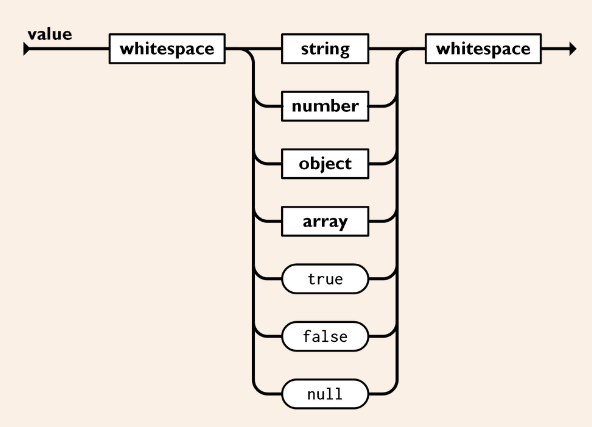 value
whitespace string whitespace
number
object
array
true
false
null